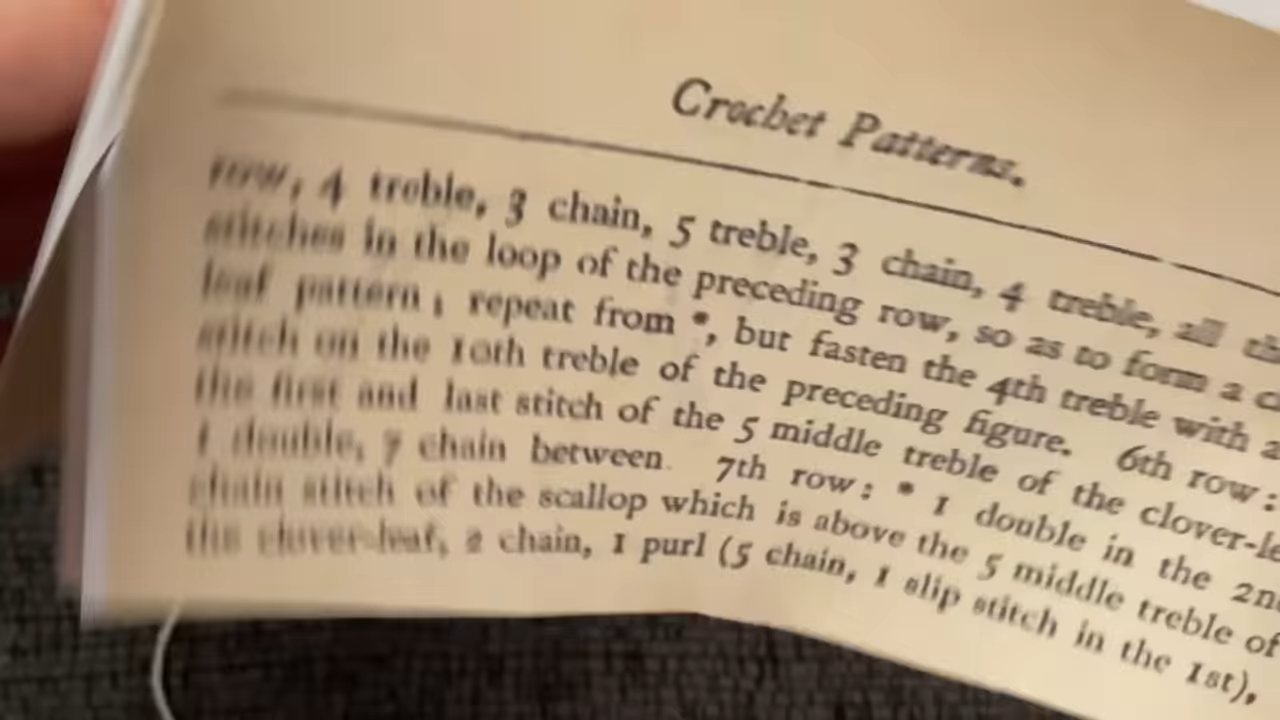 Crochet Patterns.
row, 4 treble, 3 chain, 5 treble, 3 chain, 4 treble, all
stitches in the loop of the preceding row, so as to form a
leaf pattern; repeat from *, but fasten the 4th treble with a
stitch on the 10th treble of the preceding figure. 6th row:
the first and last stitch of the 5 middle treble of the
1 double, 7 chain between. 7th row: * 1 double in the
chain stitch of the scallop which is above the 5 middle treble of
the clover-leaf, 2 chain, 1 purl (5 chain, 1 slip stitch in the 1st),